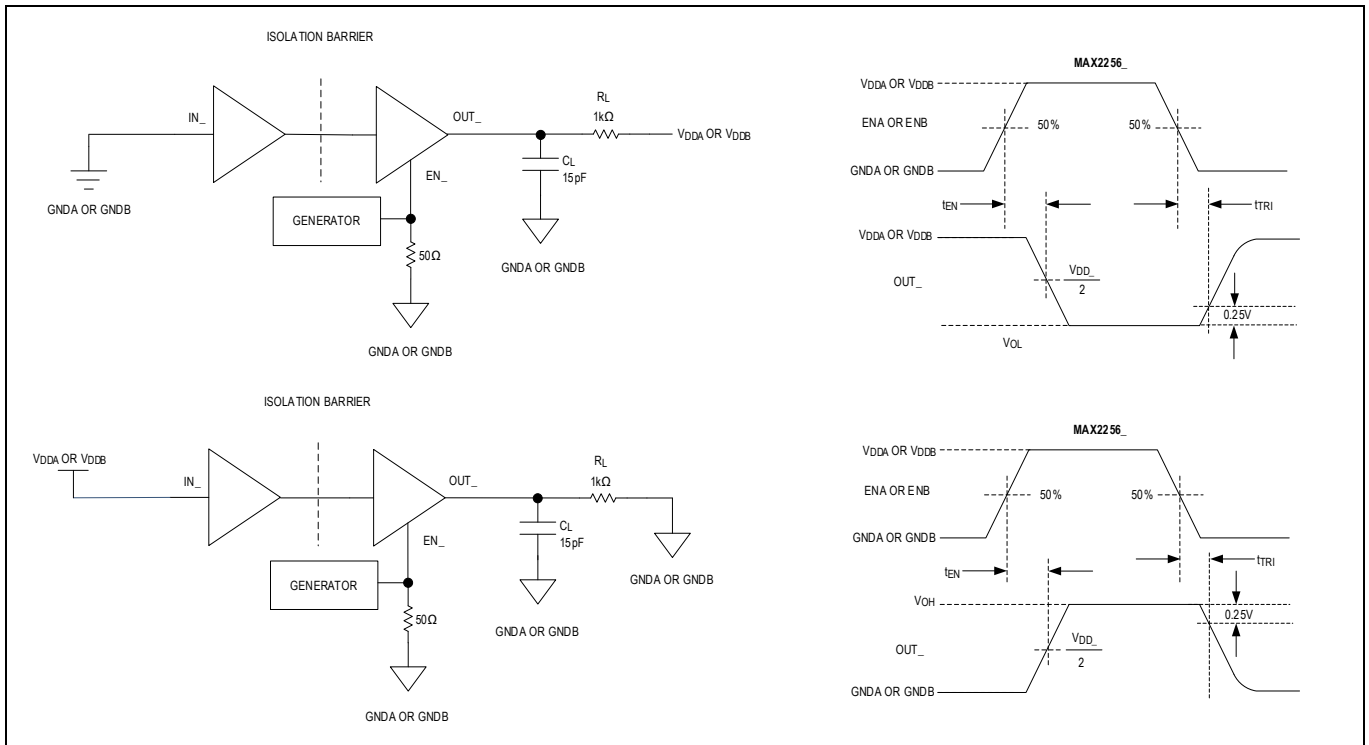 ISOLATION BARRIER
IN_
OUT_
RL
1kΩ
VDDA OR VDDB
CL
15pF
EN_
GNDA OR GNDB
GENERATOR
50Ω
GNDA OR GNDB
GNDA OR GNDB
MAX2256_
VDDA OR VDDB
ENA OR ENB
50%
50%
GNDA OR GNDB
tEN
tTRI
VDDA OR VDDB
OUT_
VDD_
2
0.25V
VOL
ISOLATION BARRIER
VDDA OR VDDB
IN_
OUT_
RL
1kΩ
CL
15pF
EN_
GENERATOR
GNDA OR GNDB
50Ω
GNDA OR GNDB
GNDA OR GNDB
MAX2256_
VDDA OR VDDB
ENA OR ENB
50%
50%
GNDA OR GNDB
tEN
tTRI
VOH
0.25V
OUT_
VDD_
2
GNDA OR GNDB